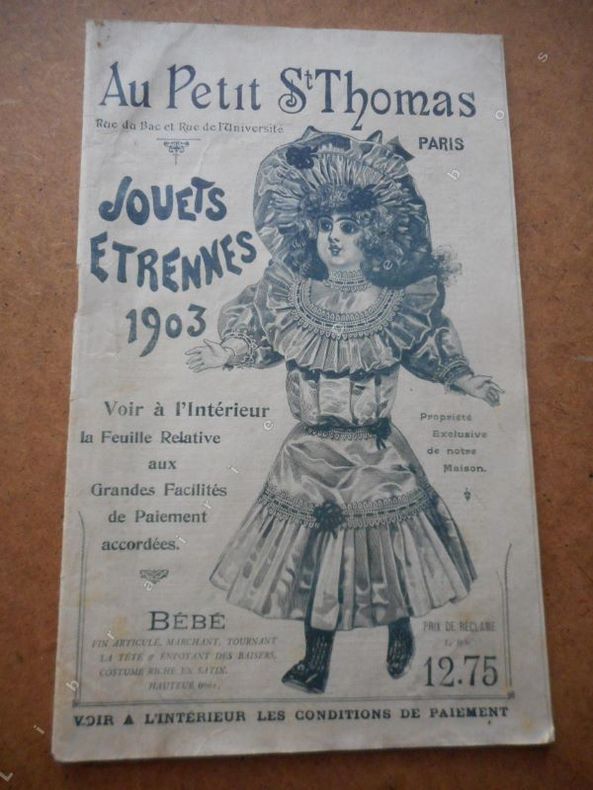 Au Petit St Thomas
Rue du Bac et Rue de l'Université
PARIS
JOUETS
ETRENNES
1903
Voir à l'Intérieur
la Feuille Relative
aux
Grandes Facilités
de Paiement
accordées.
Propriété
Exclusive
de notre
Maison.
BÉBÉ
FIN ARTICULÉ, MARCHANT, TOURNANT
LA TÊTE & ENVOYANT DES BAISERS,
COSTUME RICHE EN SATIN,
HAUTEUR
PRIX DE RÉCLAME
12.75
VOIR A L'INTÉRIEUR LES CONDITIONS DE PAIEMENT